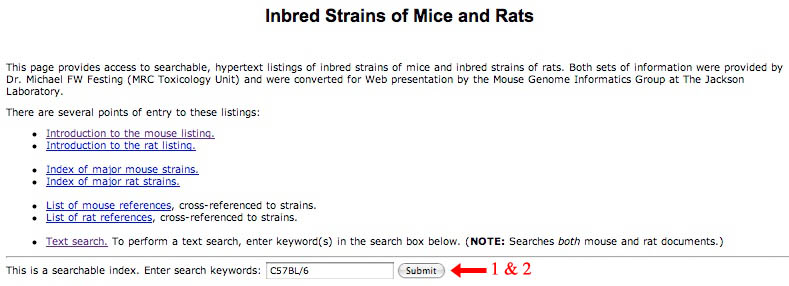 Inbred Strains of Mice and Rats
This page provides access to searchable, hypertext listings of inbred strains of mice and inbred strains of rats. Both sets of information were provided by
Dr. Michael FW Festing (MRC Toxicology Unit) and were converted for Web presentation by the Mouse Genome Informatics Group at The Jackson
Laboratory.
There are several points of entry to these listings:
• Introduction to the mouse listing.
• Introduction to the rat listing.
• Index of major mouse strains.
• Index of major rat strains.
• List of mouse references, cross-referenced to strains.
• List of rat references, cross-referenced to strains.
• Text search. To perform a text search, enter keyword(s) in the search box below. (NOTE: Searches both mouse and rat documents.)
This is a searchable index. Enter search keywords: C57BL/6 Submit 1 & 2